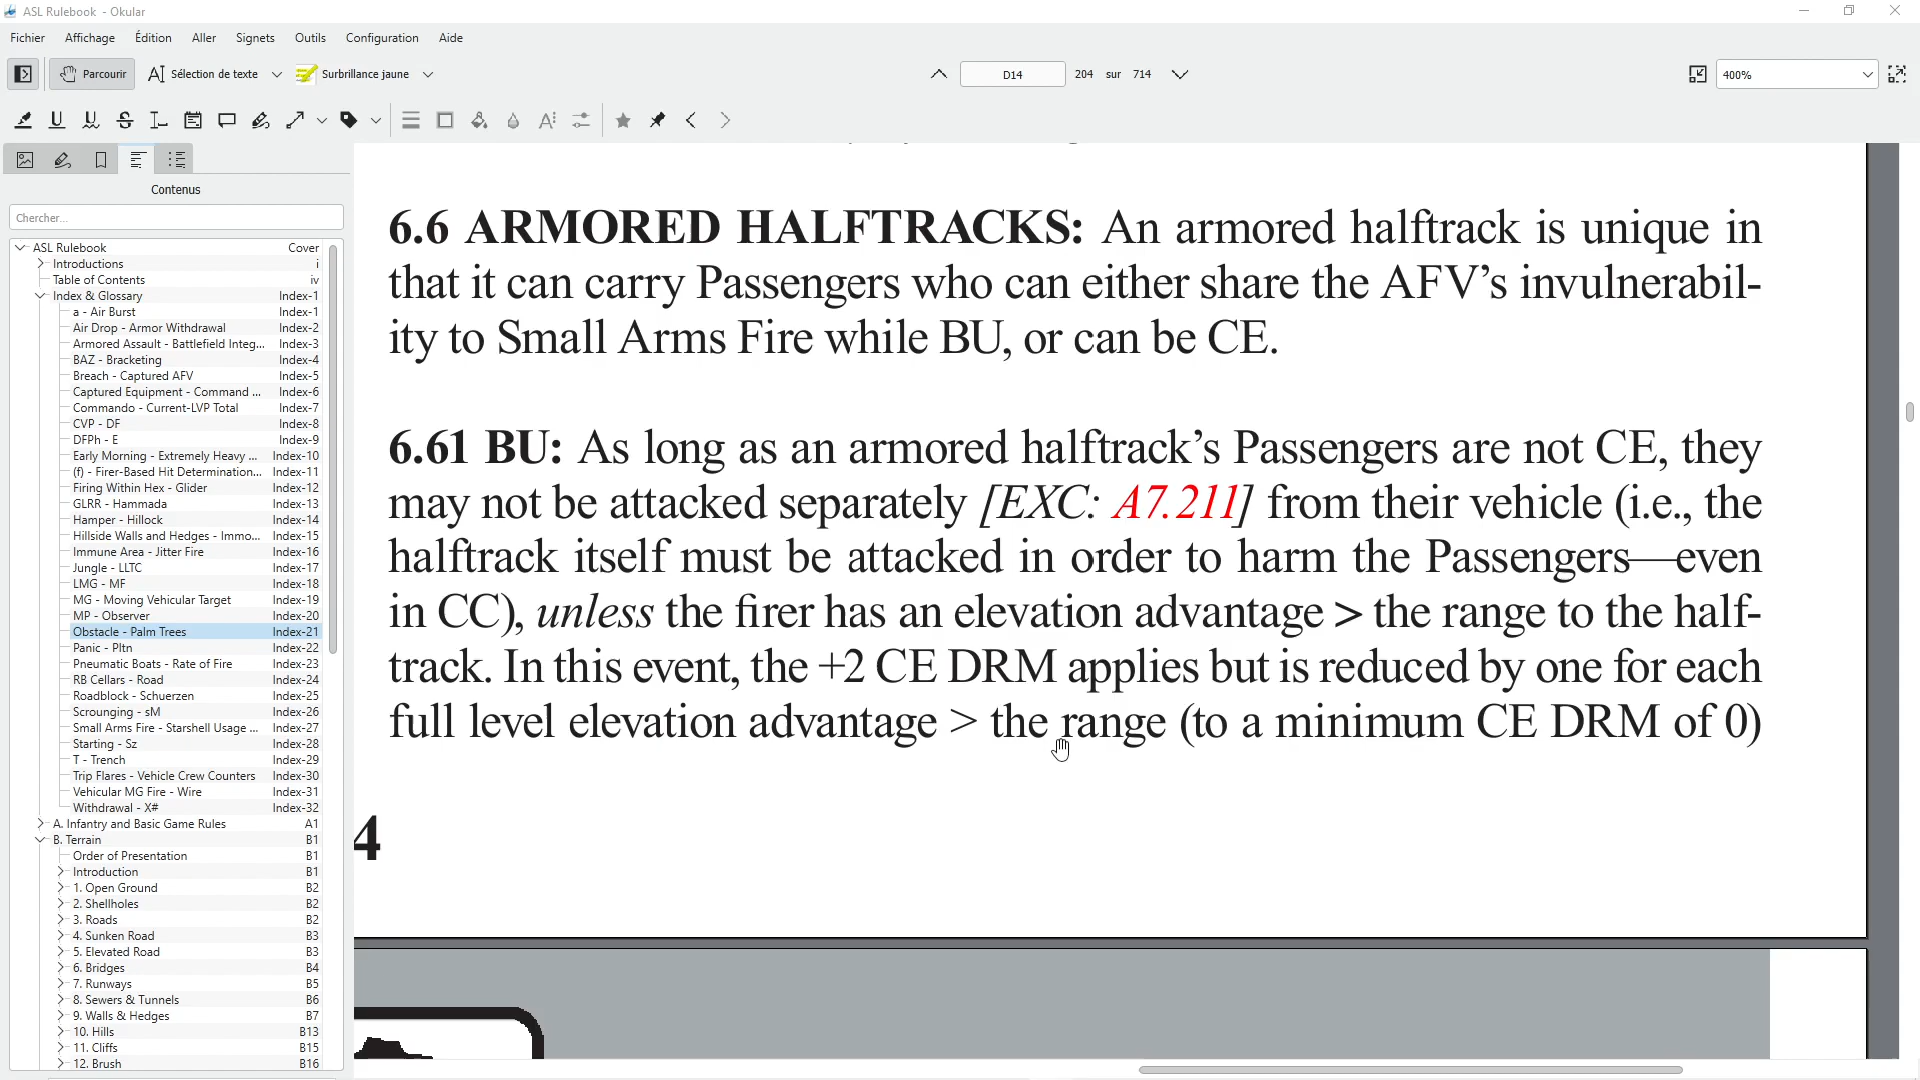 ASL Rulebook - Okular
Fichier Affichage Édition Aller Signets Outils Configuration Aide
Parcourir Sélection de texte Surbrillance jaune D14 204 sur 714 400%
Contenus
Chercher...
ASL Rulebook Cover
Introductions i
Table of Contents iv
Index & Glossary Index-1
a - Air Burst Index-1
Air Drop - Armor Withdrawal Index-2
Armored Assault - Battlefield Integ... Index-3
BAZ - Bracketing Index-4
Breach - Captured AFV Index-5
Captured Equipment - Command ... Index-6
Commando - Current-LVP Total Index-7
CVP - DF Index-8
DFPh - E Index-9
Early Morning - Extremely Heavy ... Index-10
(f) - Firer-Based Hit Determination... Index-11
Firing Within Hex - Glider Index-12
GLRR - Hammada Index-13
Hamper - Hillock Index-14
Hillside Walls and Hedges - Immo... Index-15
Immune Area - Jitter Fire Index-16
Jungle - LLTC Index-17
LMG - MF Index-18
MG - Moving Vehicular Target Index-19
MP - Observer Index-20
Obstacle - Palm Trees Index-21
Panic - Pltn Index-22
Pneumatic Boats - Rate of Fire Index-23
RB Cellars - Road Index-24
Roadblock - Schuerzen Index-25
Scrounging - sM Index-26
Small Arms Fire - Starshell Usage ... Index-27
Starting - Sz Index-28
T - Trench Index-29
Trip Flares - Vehicle Crew Counters Index-30
Vehicular MG Fire - Wire Index-31
Withdrawal - X# Index-32
A. Infantry and Basic Game Rules A1
B. Terrain B1
Order of Presentation B1
Introduction B1
1. Open Ground B2
2. Shellholes B2
3. Roads B2
4. Sunken Road B3
5. Elevated Road B3
6. Bridges B4
7. Runways B5
8. Sewers & Tunnels B6
9. Walls & Hedges B7
10. Hills B13
11. Cliffs B15
12. Brush B16
6.6 ARMORED HALFTRACKS: An armored halftrack is unique in
that it can carry Passengers who can either share the AFV’s invulnerabil-
ity to Small Arms Fire while BU, or can be CE.
6.61 BU: As long as an armored halftrack’s Passengers are not CE, they
may not be attacked separately [EXC: A7.211] from their vehicle (i.e., the
halftrack itself must be attacked in order to harm the Passengers—even
in CC), unless the firer has an elevation advantage > the range to the half-
track. In this event, the +2 CE DRM applies but is reduced by one for each
full level elevation advantage > the range (to a minimum CE DRM of 0)
4